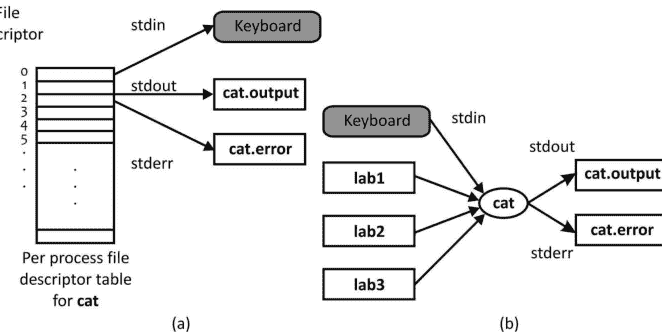 File
criptor
stdin
Keyboard
0
1
2
3
4
5
.
.
.
stdout
cat.output
stderr
cat.error
.
.
.
Per process file
descriptor table
for cat
(a)
Keyboard
stdin
lab1
lab2
lab3
cat
stdout
cat.output
cat.error
stderr
(b)